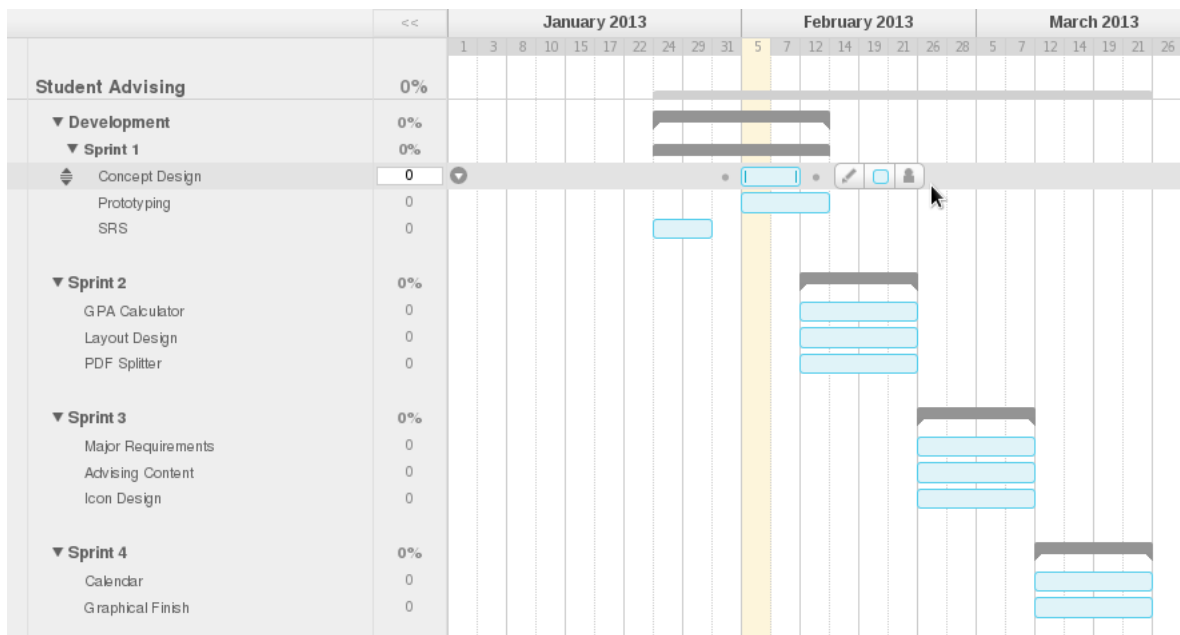 << January 2013 February 2013 March 2013
1 3 8 10 15 17 22 24 29 31 5 7 12 14 19 21 26 28 5 7 12 14 19 21 26
Student Advising 0%
Development 0%
Sprint 1 0%
Concept Design 0
Prototyping 0
SRS 0
Sprint 2 0%
GPA Calculator 0
Layout Design 0
PDF Splitter 0
Sprint 3 0%
Major Requirements 0
Advising Content 0
Icon Design 0
Sprint 4 0%
Calendar 0
Graphical Finish 0